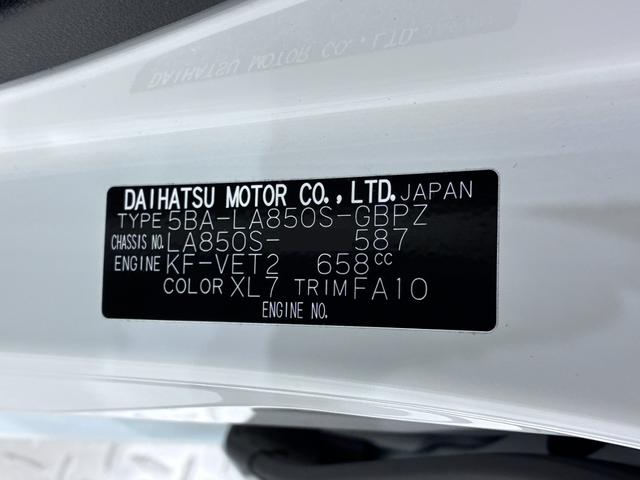 DAIHATSU MOTOR CO., LTD. JAPAN
TYPE 5BA-LA850S-GBPZ
CHASSIS NO. LA850S- 587
ENGINE KF-VET2 658cc
COLOR XL7 TRIM FA10
ENGINE NO.